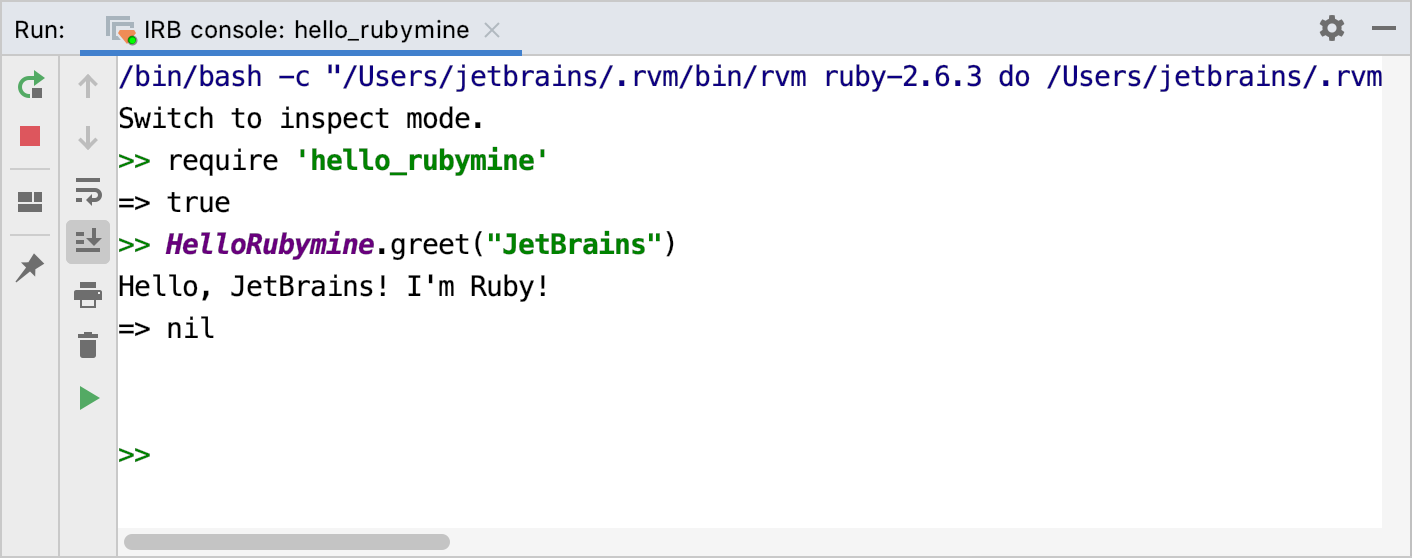 Run: IRB console: hello_rubymine
/bin/bash -c "/Users/jetbrains/.rvm/bin/rvm ruby-2.6.3 do /Users/jetbrains/.rvm
Switch to inspect mode.
>> require 'hello_rubymine'
=> true
>> HelloRubymine.greet("JetBrains")
Hello, JetBrains! I'm Ruby!
=> nil
>>